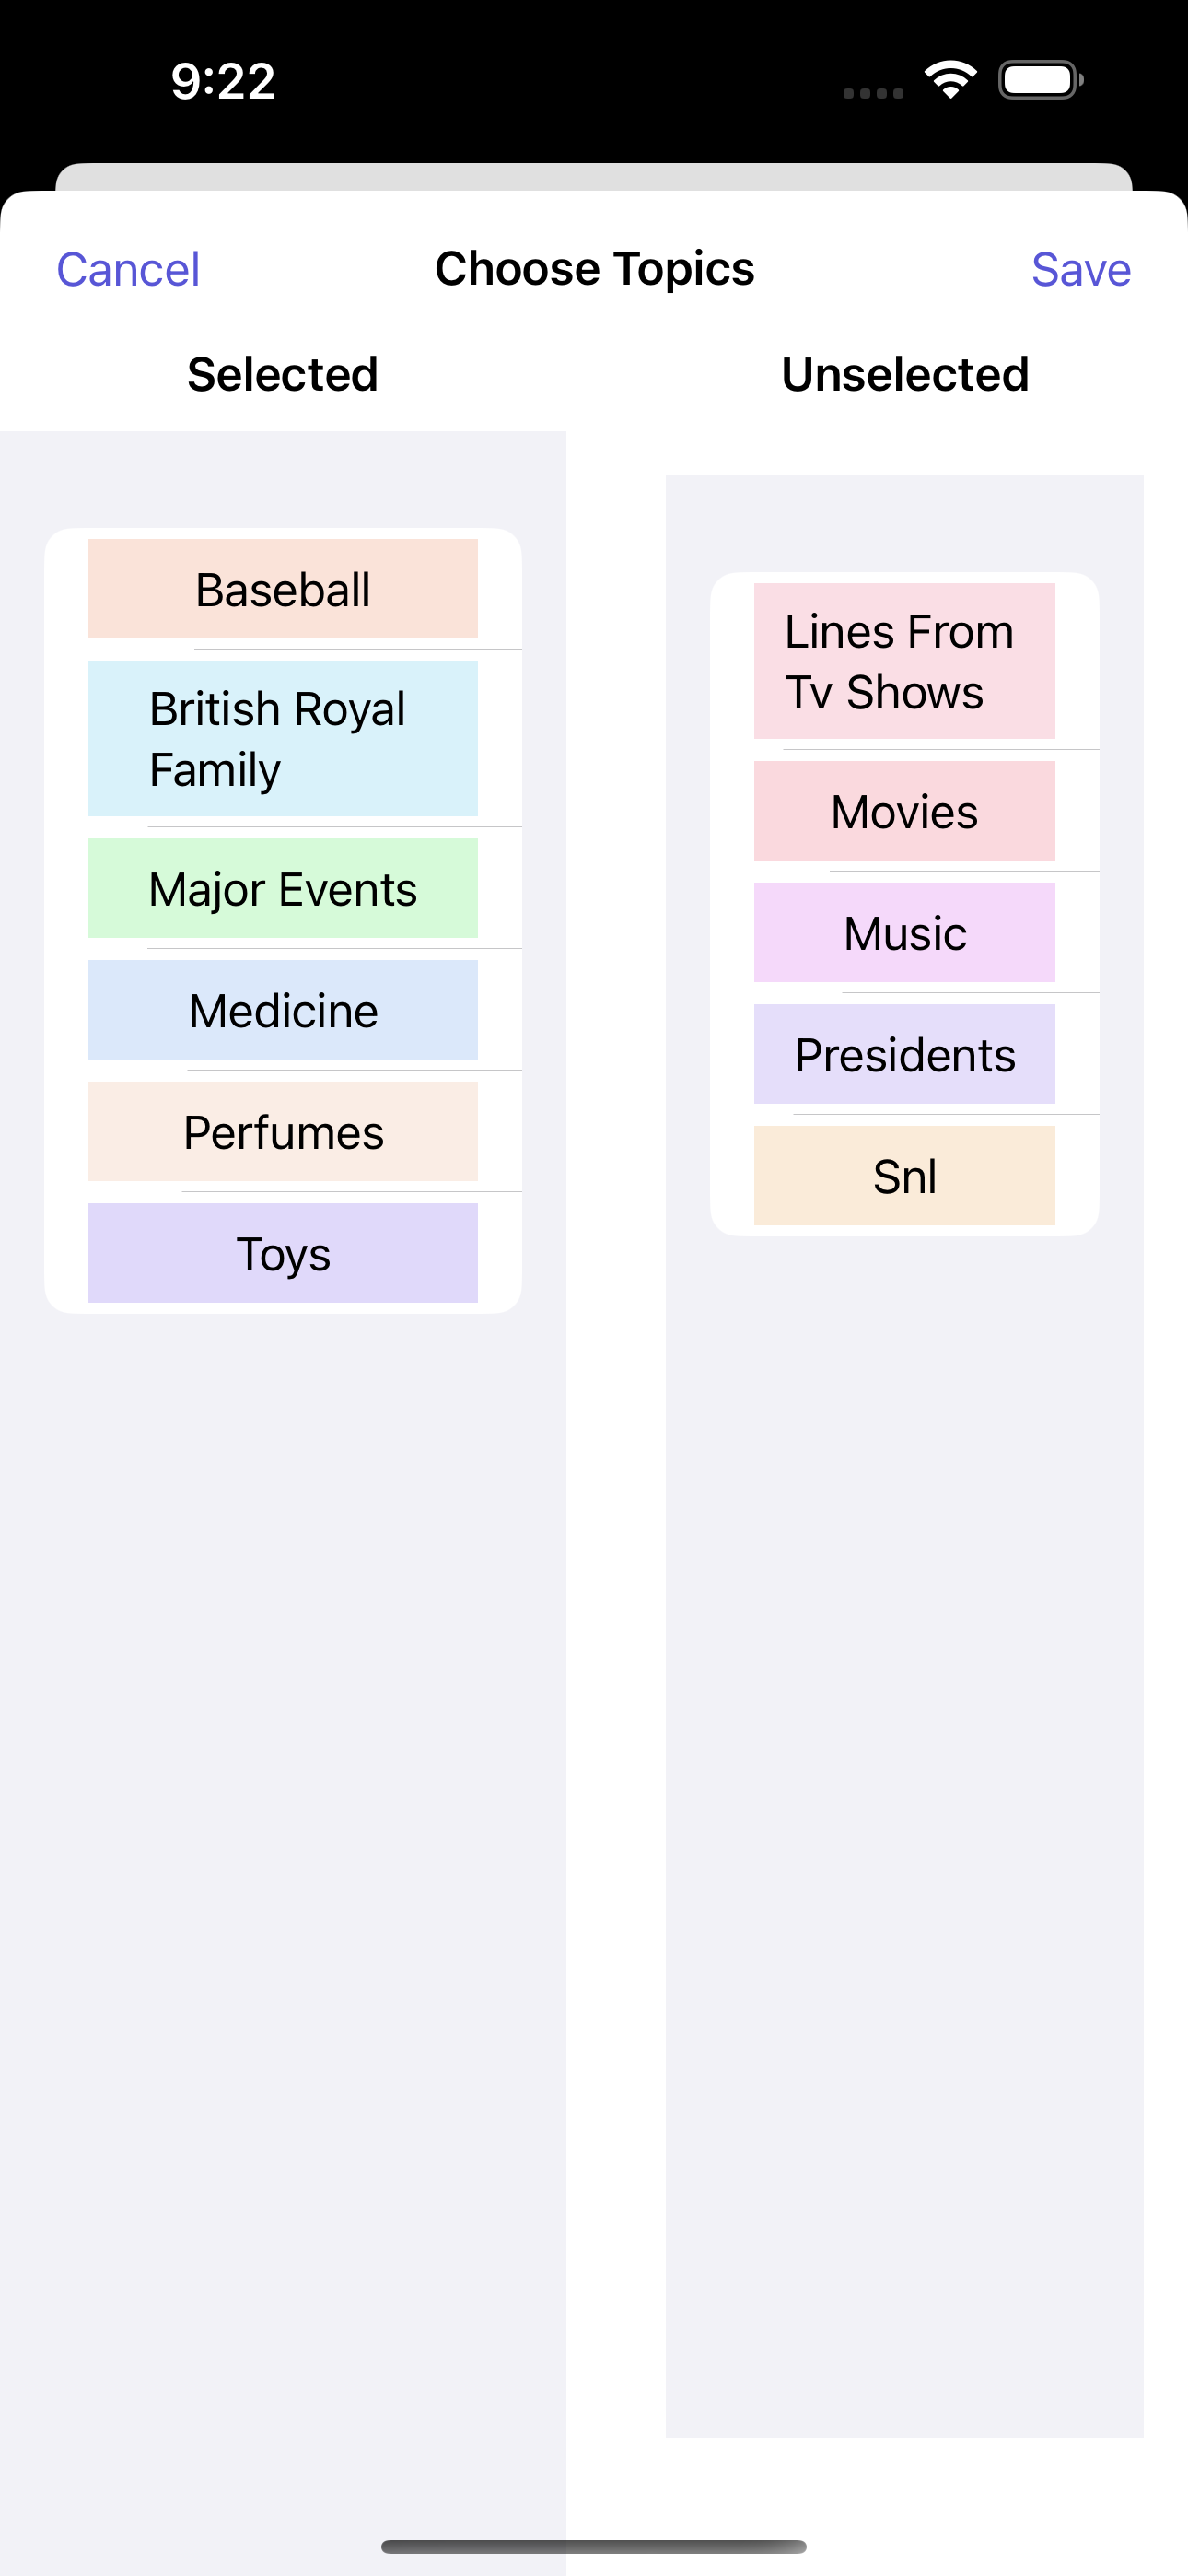 9:22
Cancel Choose Topics Save
Selected
Baseball
British Royal
Family
Major Events
Medicine
Perfumes
Toys
Unselected
Lines From
Tv Shows
Movies
Music
Presidents
Snl